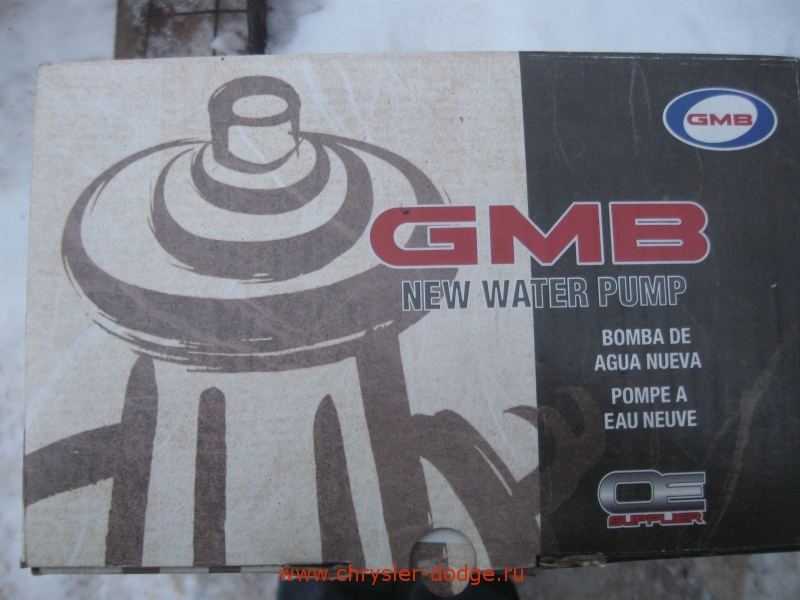 GMB
GMB
NEW WATER PUMP
BOMBA DE
AGUA NUEVA
POMPE A
EAU NEUVE
OE
SUPPLIER
www.chrysler-dodge.ru